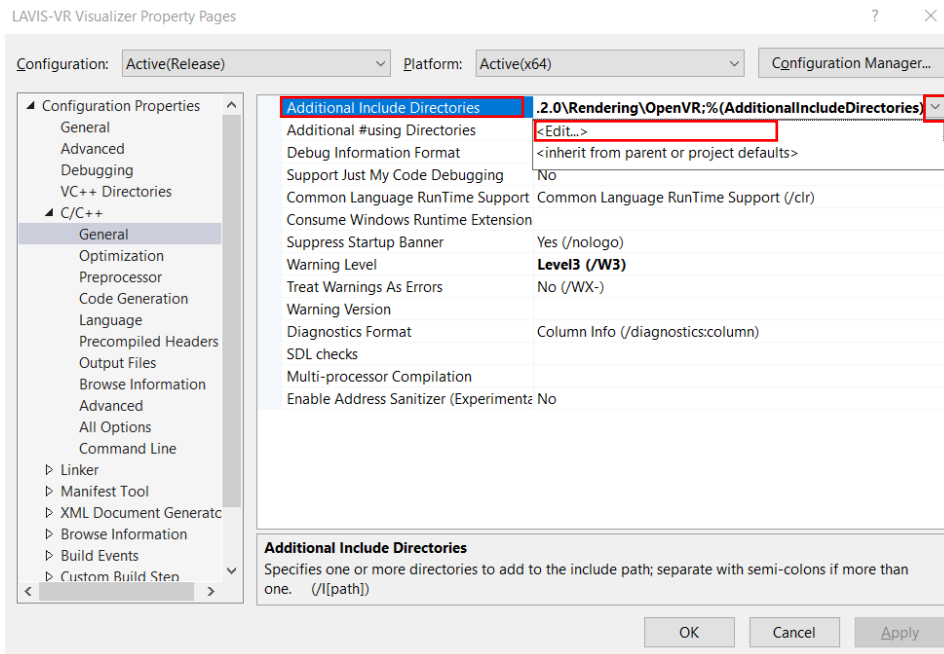 LAVIS-VR Visualizer Property Pages
?
Configuration: Active(Release) Platform: Active(x64) Configuration Manager...
Configuration Properties
General
Advanced
Debugging
VC++ Directories
C/C++
General
Optimization
Preprocessor
Code Generation
Language
Precompiled Headers
Output Files
Browse Information
Advanced
All Options
Command Line
Linker
Manifest Tool
XML Document Generato
Browse Information
Build Events
Custom Build Step
Additional Include Directories .2.0\Rendering\OpenVR;%(AdditionalIncludeDirectories)
Additional #using Directories <Edit...>
Debug Information Format <inherit from parent or project defaults>
Support Just My Code Debugging No
Common Language RunTime Support Common Language RunTime Support (/clr)
Consume Windows Runtime Extension
Suppress Startup Banner Yes (/nologo)
Warning Level Level3 (/W3)
Treat Warnings As Errors No (/WX-)
Warning Version
Diagnostics Format Column Info (/diagnostics:column)
SDL checks
Multi-processor Compilation
Enable Address Sanitizer (Experimenta No
Additional Include Directories
Specifies one or more directories to add to the include path; separate with semi-colons if more than
one. (/I[path])
OK Cancel Apply